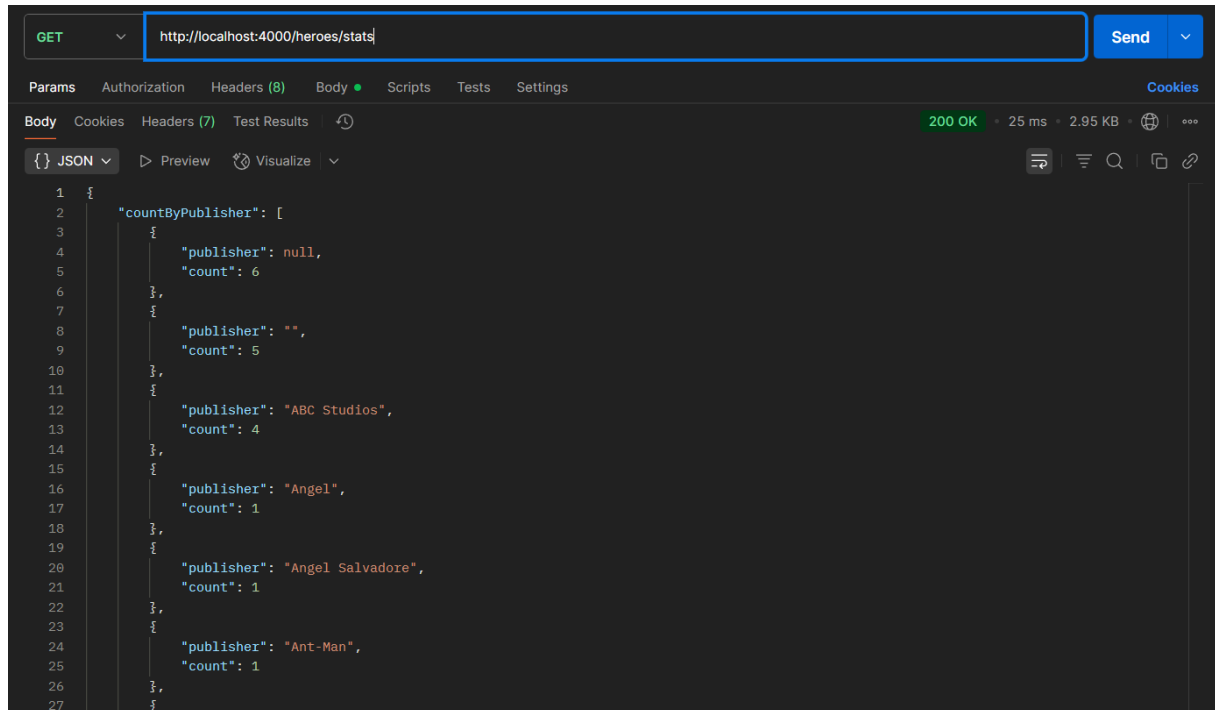 GET http://localhost:4000/heroes/stats Send
Params Authorization Headers (8) Body Scripts Tests Settings Cookies
Body Cookies Headers (7) Test Results 200 OK • 25 ms • 2.95 KB •
{} JSON Preview Visualize
1 {
2 "countByPublisher": [
3 {
4 "publisher": null,
5 "count": 6
6 },
7 {
8 "publisher": "",
9 "count": 5
10 },
11 {
12 "publisher": "ABC Studios",
13 "count": 4
14 },
15 {
16 "publisher": "Angel",
17 "count": 1
18 },
19 {
20 "publisher": "Angel Salvadore",
21 "count": 1
22 },
23 {
24 "publisher": "Ant-Man",
25 "count": 1
26 },
27 {